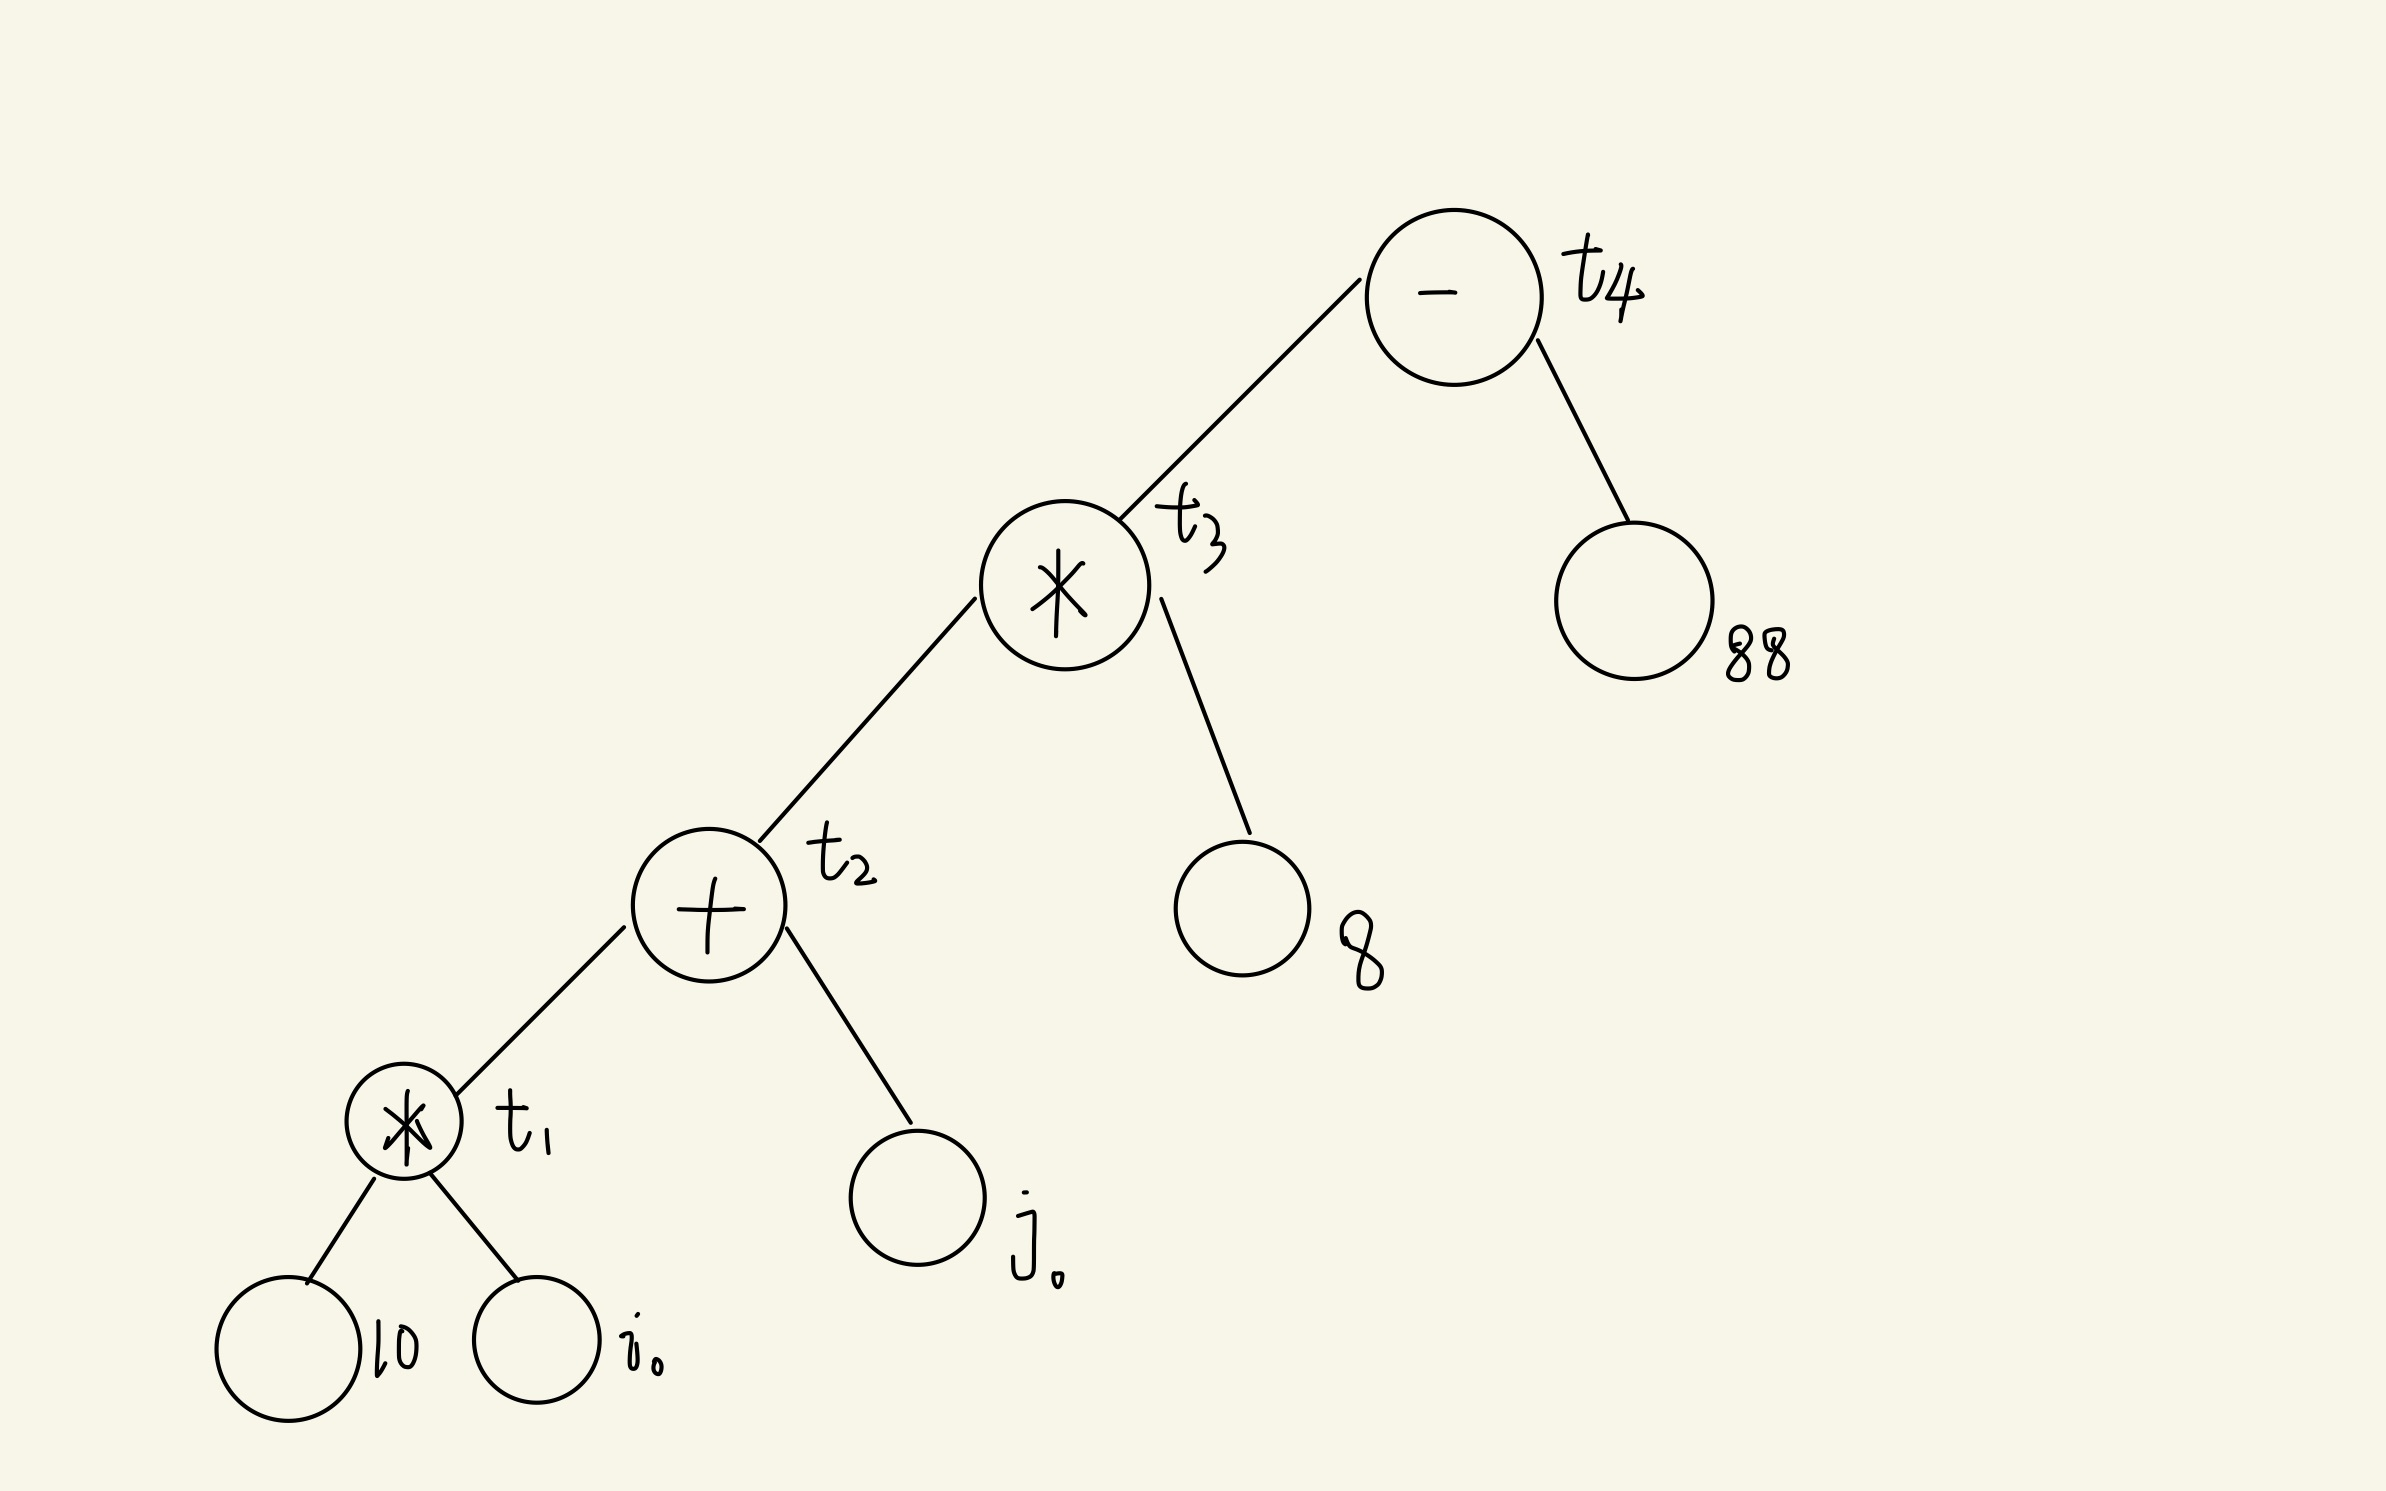 - t₄
* t₃
88
+ t₂
8
* t₁
j₀
10
i₀